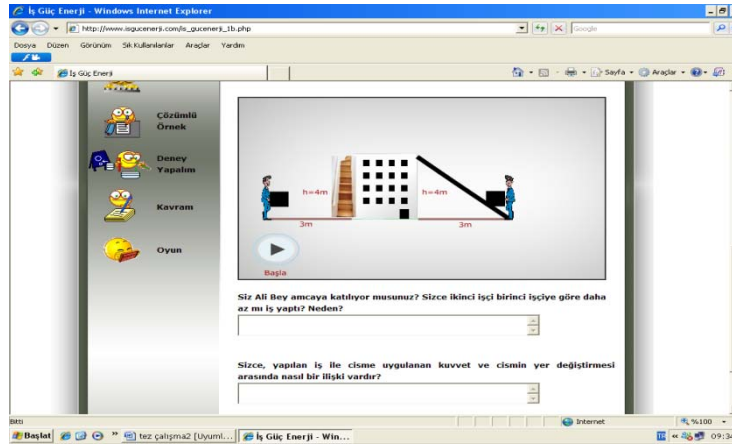 İş Güç Enerji - Windows Internet Explorer
http://www.isgucenerji.com/is_gucenerji_1b.php
Google
Dosya Düzen Görünüm Sık Kullanılanlar Araçlar Yardım
İş Güç Enerji
Sayfa Araçlar
Çözümlü
Örnek
Deney
Yapalım
Kavram
Oyun
h=4m
h=4m
3m
3m
Başla
Siz Ali Bey amcaya katılıyor musunuz? Sizce ikinci işçi birinci işçiye göre daha
az mı iş yaptı? Neden?
Sizce, yapılan iş ile cisme uygulanan kuvvet ve cismin yer değiştirmesi
arasında nasıl bir ilişki vardır?
Bitti
Internet
%100
Başlat
tez çalışma2 [Uyuml...
İş Güç Enerji - Win...
TR